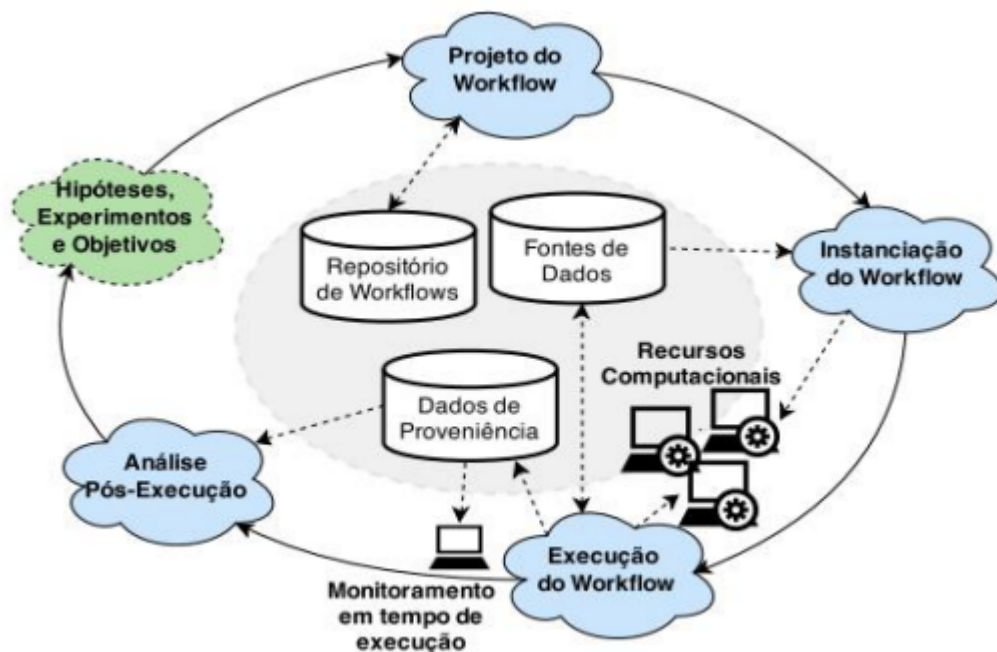 Projeto do
Workflow
Hipóteses,
Experimentos
e Objetivos
Repositório
de Workflows
Fontes de
Dados
Instanciação
do Workflow
Recursos
Computacionais
Dados de
Proveniência
Análise
Pós-Execução
Execução
do Workflow
Monitoramento
em tempo de
execução